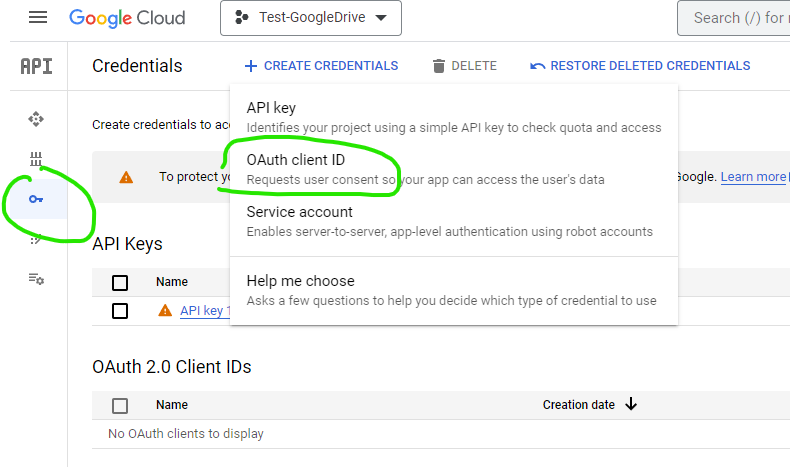 Google Cloud
Test-GoogleDrive
Search (/) for r
API
Credentials
CREATE CREDENTIALS
DELETE
RESTORE DELETED CREDENTIALS
Create credentials to acc
API key
Identifies your project using a simple API key to check quota and access
OAuth client ID
Requests user consent so your app can access the user's data
To protect yo
Google. Learn more
Service account
Enables server-to-server, app-level authentication using robot accounts
API Keys
Help me choose
Asks a few questions to help you decide which type of credential to use
Name
API key 1
OAuth 2.0 Client IDs
Name
Creation date
No OAuth clients to display